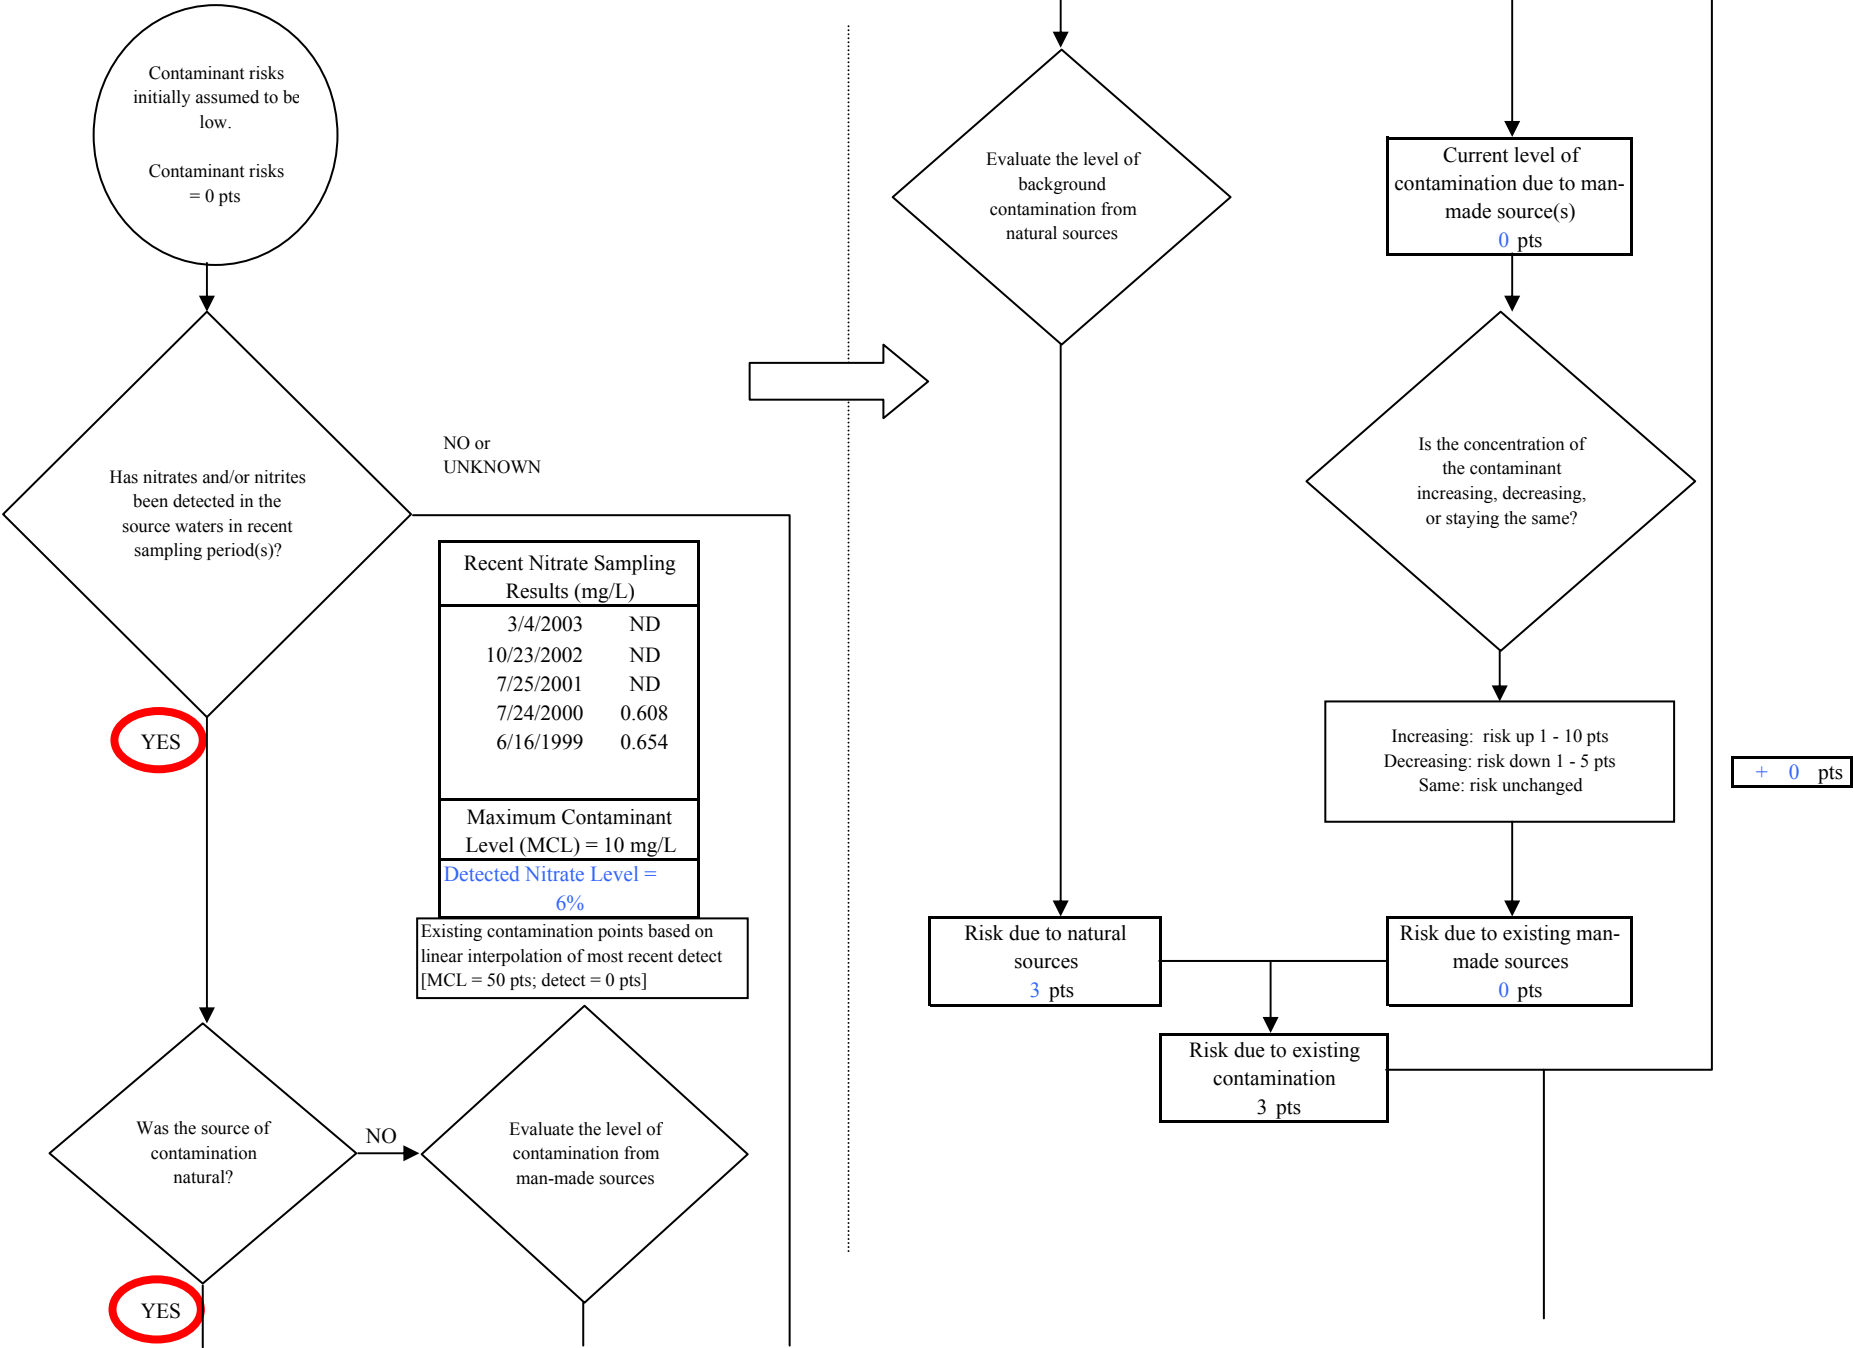 Contaminant risks
initially assumed to be
low.
Contaminant risks
= 0 pts
Has nitrates and/or nitrites
been detected in the
source waters in recent
sampling period(s)?
NO or
UNKNOWN
YES
Recent Nitrate Sampling
Results (mg/L)
3/4/2003 ND
10/23/2002 ND
7/25/2001 ND
7/24/2000 0.608
6/16/1999 0.654
Maximum Contaminant
Level (MCL) = 10 mg/L
Detected Nitrate Level =
6%
Existing contamination points based on
linear interpolation of most recent detect
[MCL = 50 pts; detect = 0 pts]
Was the source of
contamination
natural?
NO
Evaluate the level of
contamination from
man-made sources
YES
Evaluate the level of
background
contamination from
natural sources
Current level of
contamination due to man-
made source(s)
0 pts
Is the concentration of
the contaminant
increasing, decreasing,
or staying the same?
Increasing: risk up 1 - 10 pts
Decreasing: risk down 1 - 5 pts
Same: risk unchanged
+ 0 pts
Risk due to natural
sources
3 pts
Risk due to existing man-
made sources
0 pts
Risk due to existing
contamination
3 pts